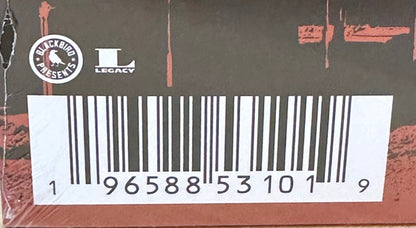 BLACKBIRD PRESENTS
LEGACY
1 96588 53101 9